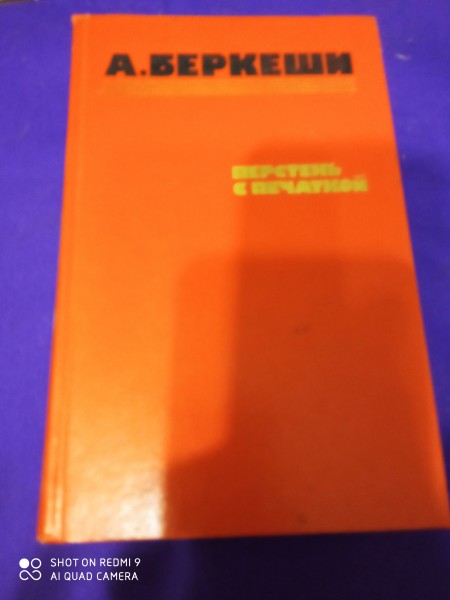 А.БЕРКЕШИ
ПЕРСТЕНЬ
С ПЕЧАТКОЙ
SHOT ON REDMI 9
AI QUAD CAMERA